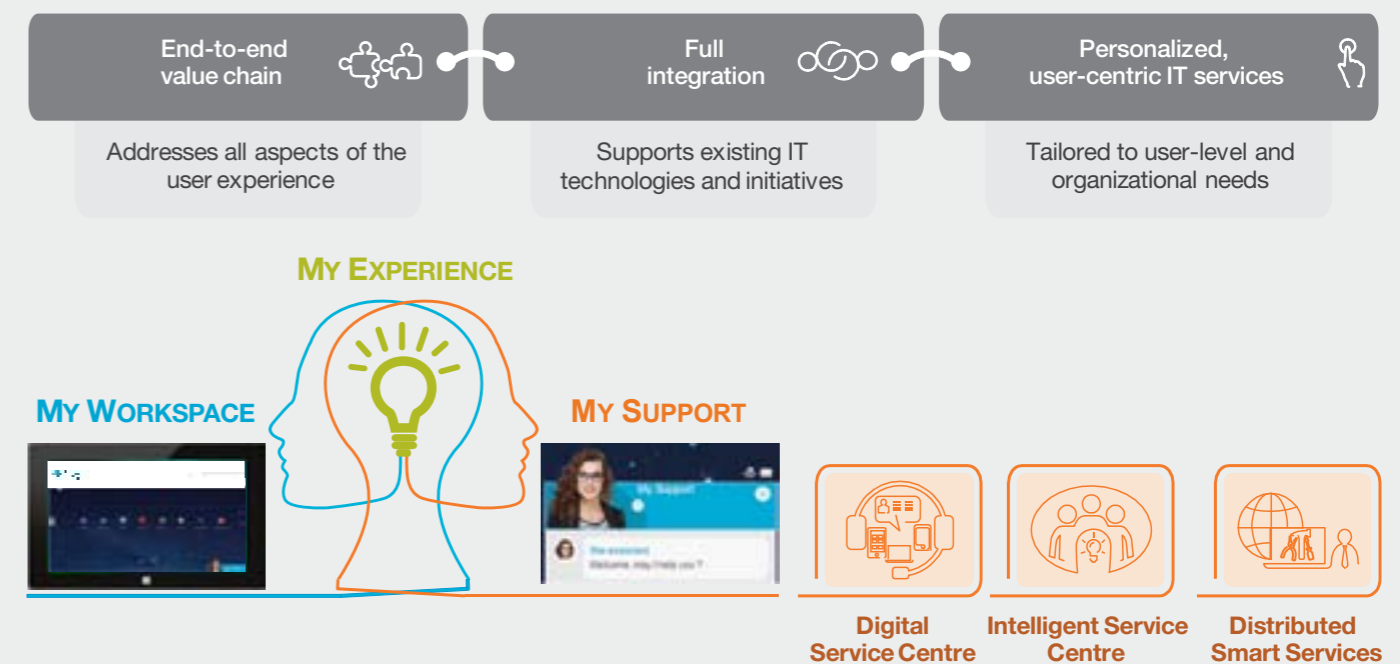 End-to-end
value chain
Full
integration
Personalized,
user-centric IT services
Addresses all aspects of the
user experience
Supports existing IT
technologies and initiatives
Tailored to user-level and
organizational needs
MY EXPERIENCE
MY WORKSPACE
MY SUPPORT
My Support
Welcome, may I help you ?
Digital
Service Centre
Intelligent Service
Centre
Distributed
Smart Services